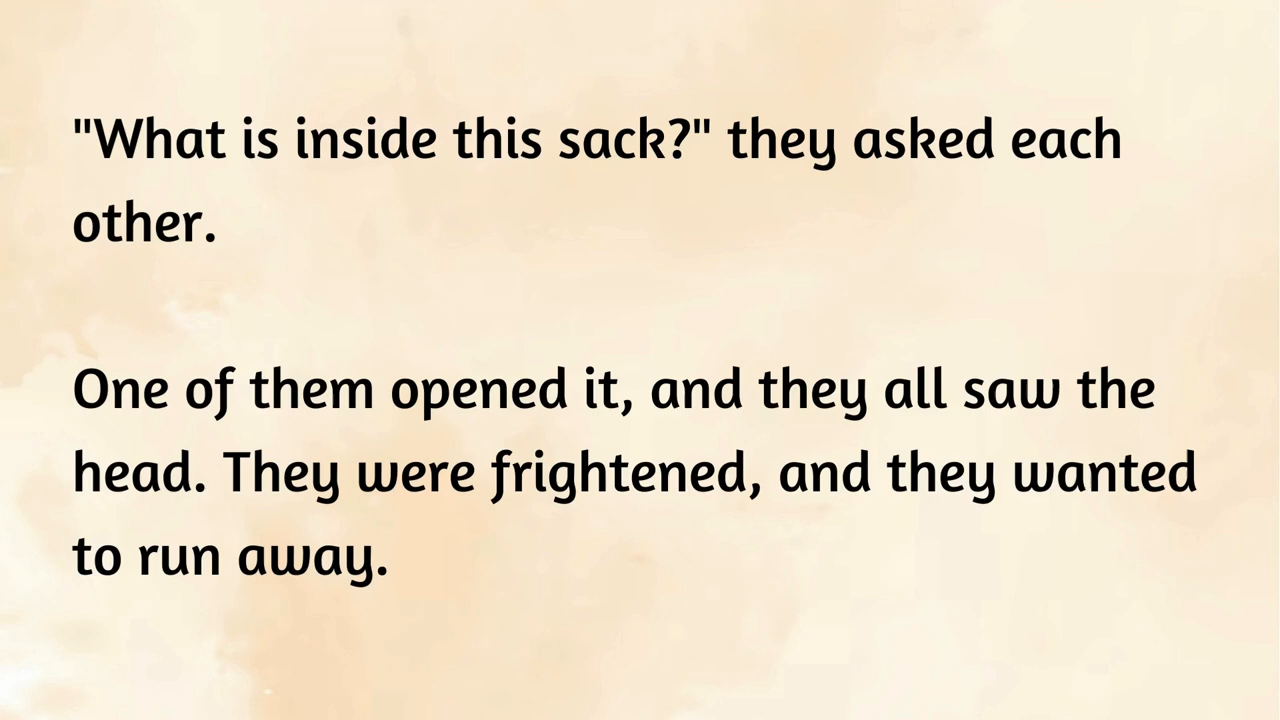 "What is inside this sack?" they asked each
other.
One of them opened it, and they all saw the
head. They were frightened, and they wanted
to run away.